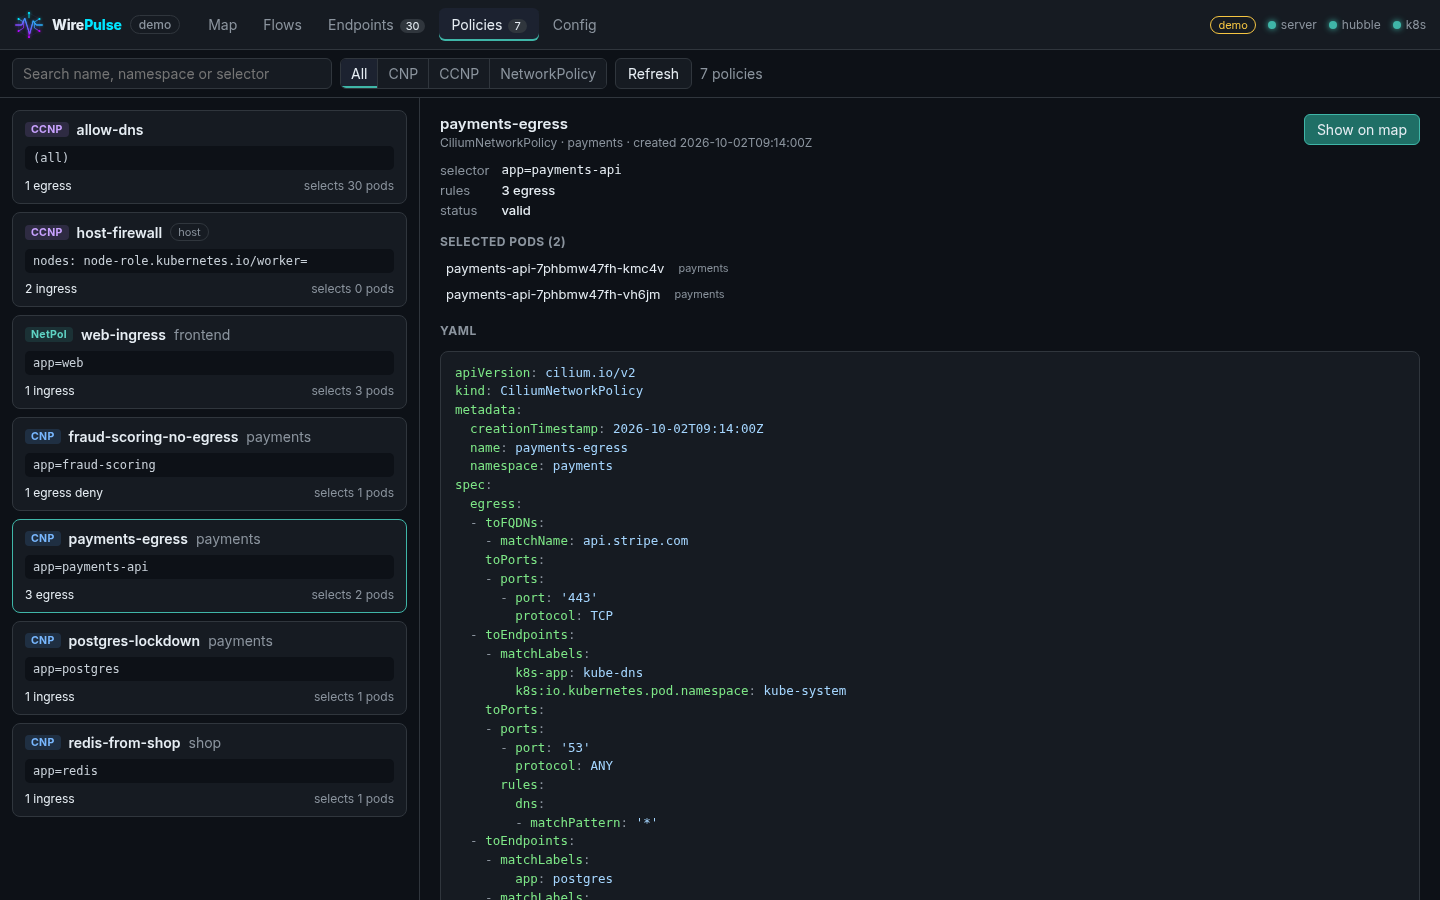 WirePulse demo Map Flows Endpoints 30 Policies 7 Config demo server hubble k8s
Search name, namespace or selector All CNP CCNP NetworkPolicy Refresh 7 policies
CCNP allow-dns
(all)
1 egress selects 30 pods
CCNP host-firewall host
nodes: node-role.kubernetes.io/worker=
2 ingress selects 0 pods
NetPol web-ingress frontend
app=web
1 ingress selects 3 pods
CNP fraud-scoring-no-egress payments
app=fraud-scoring
1 egress deny selects 1 pods
CNP payments-egress payments
app=payments-api
3 egress selects 2 pods
CNP postgres-lockdown payments
app=postgres
1 ingress selects 1 pods
CNP redis-from-shop shop
app=redis
1 ingress selects 1 pods
payments-egress
CiliumNetworkPolicy · payments · created 2026-10-02T09:14:00Z
Show on map
selector app=payments-api
rules 3 egress
status valid
SELECTED PODS (2)
payments-api-7phbmw47fh-kmc4v payments
payments-api-7phbmw47fh-vh6jm payments
YAML
apiVersion: cilium.io/v2
kind: CiliumNetworkPolicy
metadata:
  creationTimestamp: 2026-10-02T09:14:00Z
  name: payments-egress
  namespace: payments
spec:
  egress:
  - toFQDNs:
    - matchName: api.stripe.com
    toPorts:
    - ports:
      - port: '443'
        protocol: TCP
  - toEndpoints:
    - matchLabels:
        k8s-app: kube-dns
        k8s:io.kubernetes.pod.namespace: kube-system
    toPorts:
    - ports:
      - port: '53'
        protocol: ANY
      rules:
        dns:
        - matchPattern: '*'
  - toEndpoints:
    - matchLabels:
        app: postgres
    - matchLabels: